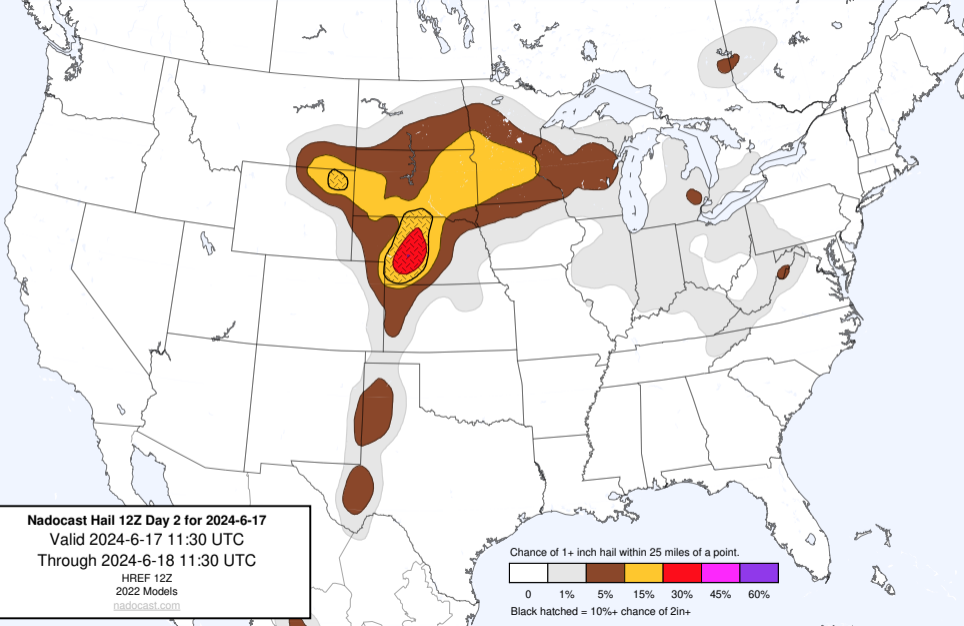 Nadocast Hail 12Z Day 2 for 2024-6-17
Valid 2024-6-17 11:30 UTC
Through 2024-6-18 11:30 UTC
HREF 12Z
2022 Models
nadocast.com
Chance of 1+ inch hail within 25 miles of a point.
0 1% 5% 15% 30% 45% 60%
Black hatched = 10%+ chance of 2in+